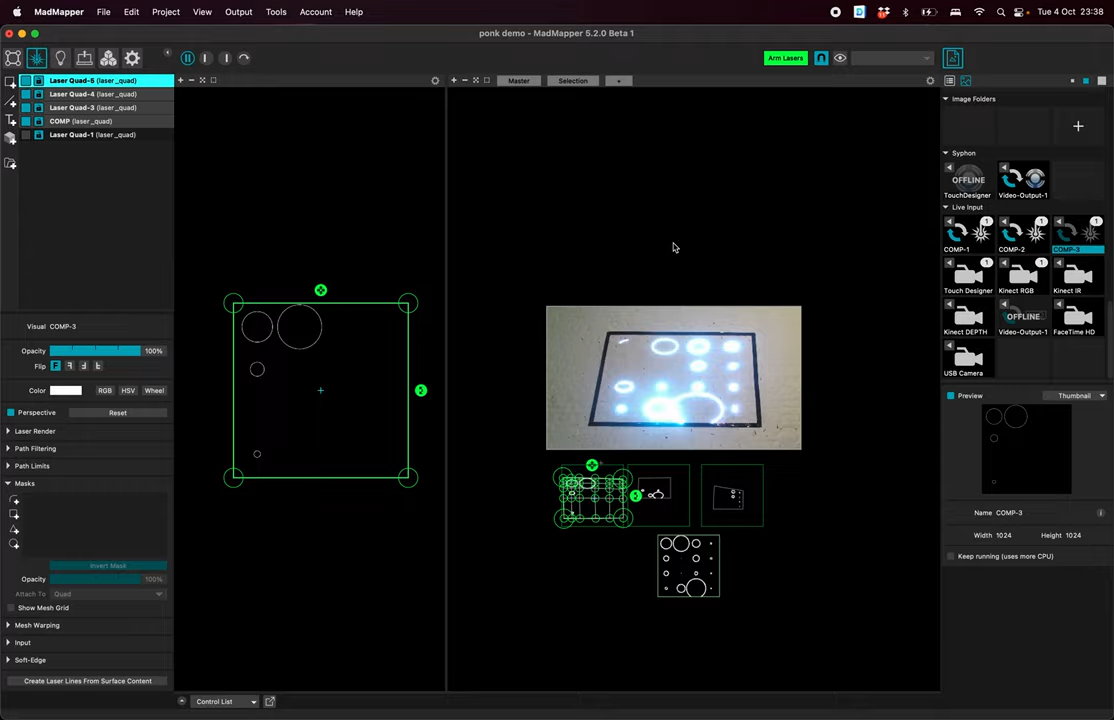 MadMapper File Edit Project View Output Tools Account Help
Tue 4 Oct 23:38
ponk demo - MadMapper 5.2.0 Beta 1
Arm Lasers
Laser Quad-5 (laser_quad)
Laser Quad-4 (laser_quad)
Laser Quad-3 (laser_quad)
COMP (laser_quad)
Laser Quad-1 (laser_quad)
Master Selection +
Image Folders
Syphon
OFFLINE
TouchDesigner Video-Output-1
Live Input
1 1 1
COMP-1 COMP-2 COMP-3
1 1
Touch Designer Kinect RGB Kinect IR
OFFLINE
Kinect DEPTH Video-Output-1 FaceTime HD
USB Camera
Visual COMP-3
Opacity 100%
Flip
Color RGB HSV Wheel
Perspective Reset
Laser Render
Path Filtering
Path Limits
Masks
Invert Mask
Opacity 100%
Attach To Quad
Show Mesh Grid
Mesh Warping
Input
Soft-Edge
Create Laser Lines From Surface Content
Control List
Preview Thumbnail
Name COMP-3
Width 1024 Height 1024
Keep running (uses more CPU)